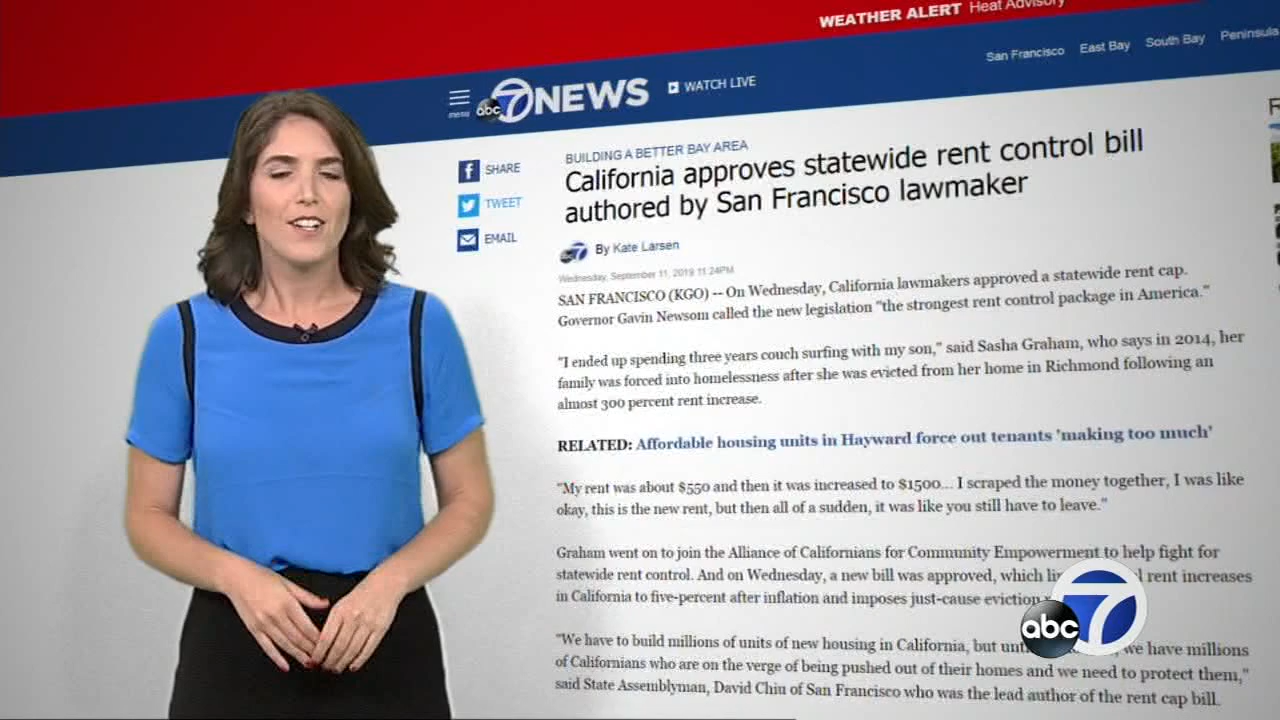 WEATHER ALERT Heat Advisory
San Francisco East Bay South Bay Peninsula
menu abc 7 NEWS WATCH LIVE
SHARE
TWEET
EMAIL
BUILDING A BETTER BAY AREA
California approves statewide rent control bill
authored by San Francisco lawmaker
By Kate Larsen
Wednesday, September 11, 2019 11:24PM
SAN FRANCISCO (KGO) -- On Wednesday, California lawmakers approved a statewide rent cap.
Governor Gavin Newsom called the new legislation "the strongest rent control package in America."
"I ended up spending three years couch surfing with my son," said Sasha Graham, who says in 2014, her
family was forced into homelessness after she was evicted from her home in Richmond following an
almost 300 percent rent increase.
RELATED: Affordable housing units in Hayward force out tenants 'making too much'
"My rent was about $550 and then it was increased to $1500... I scraped the money together, I was like
okay, this is the new rent, but then all of a sudden, it was like you still have to leave."
Graham went on to join the Alliance of Californians for Community Empowerment to help fight for
statewide rent control. And on Wednesday, a new bill was approved, which rent increases
in California to five-percent after inflation and imposes just-cause eviction
"We have to build millions of units of new housing in California, but we have millions
of Californians who are on the verge of being pushed out of their homes and we need to protect them,"
said State Assemblyman, David Chiu of San Francisco who was the lead author of the rent cap bill.
abc 7